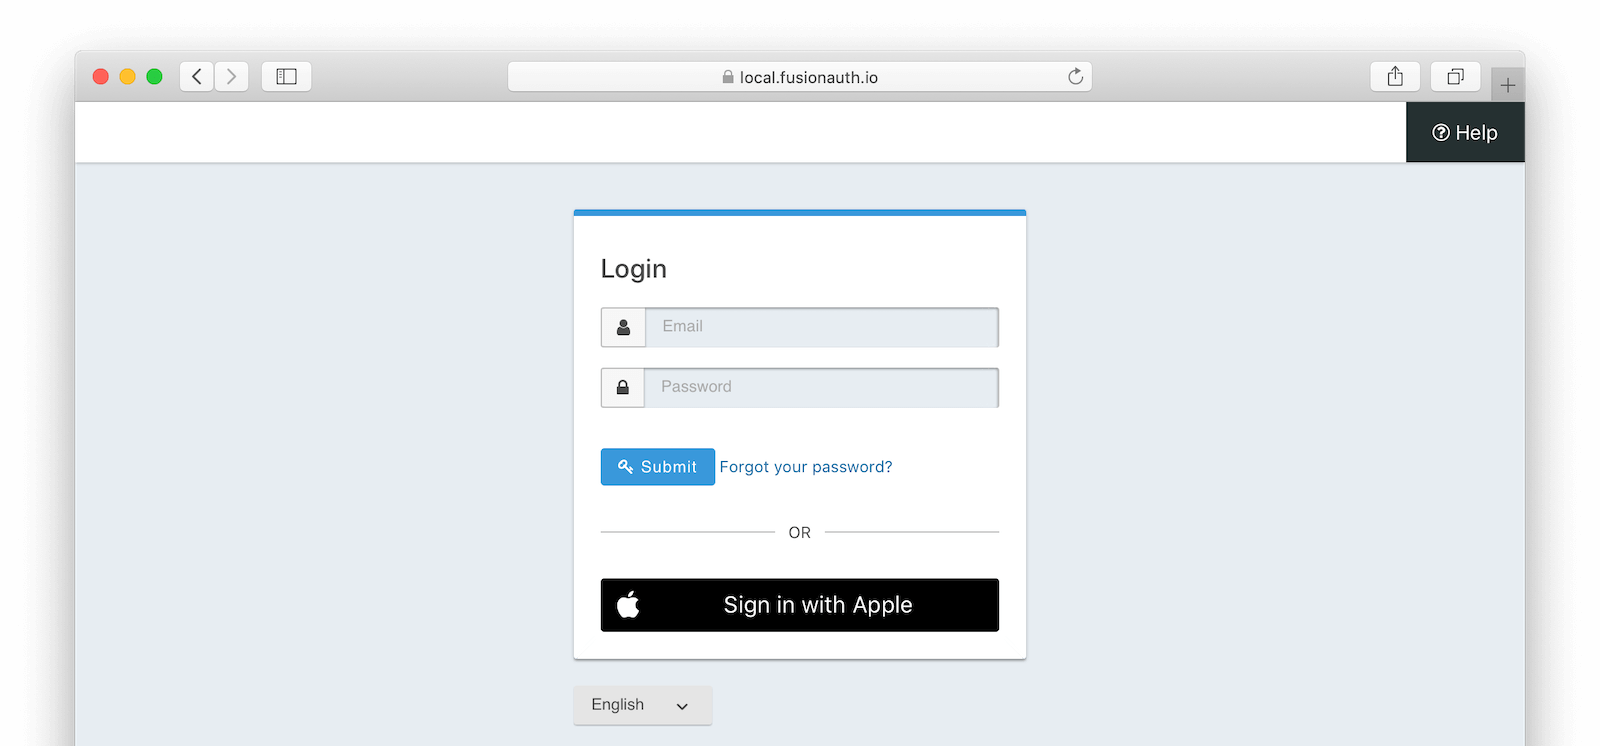 local.fusionauth.io
Help
Login
Email
Password
Submit Forgot your password?
OR
Sign in with Apple
English